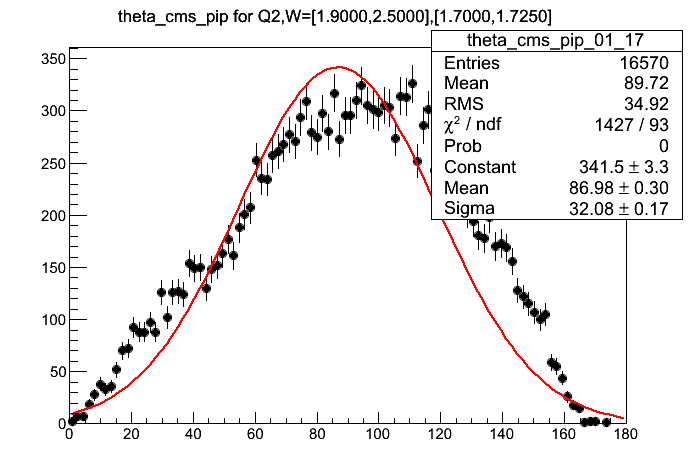 theta_cms_pip for Q2,W=[1.9000,2.5000],[1.7000,1.7250]
theta_cms_pip_01_17
Entries 16570
Mean 89.72
RMS 34.92
χ² / ndf 1427 / 93
Prob 0
Constant 341.5 ± 3.3
Mean 86.98 ± 0.30
Sigma 32.08 ± 0.17
350
300
250
200
150
100
50
0
0 20 40 60 80 100 120 140 160 180